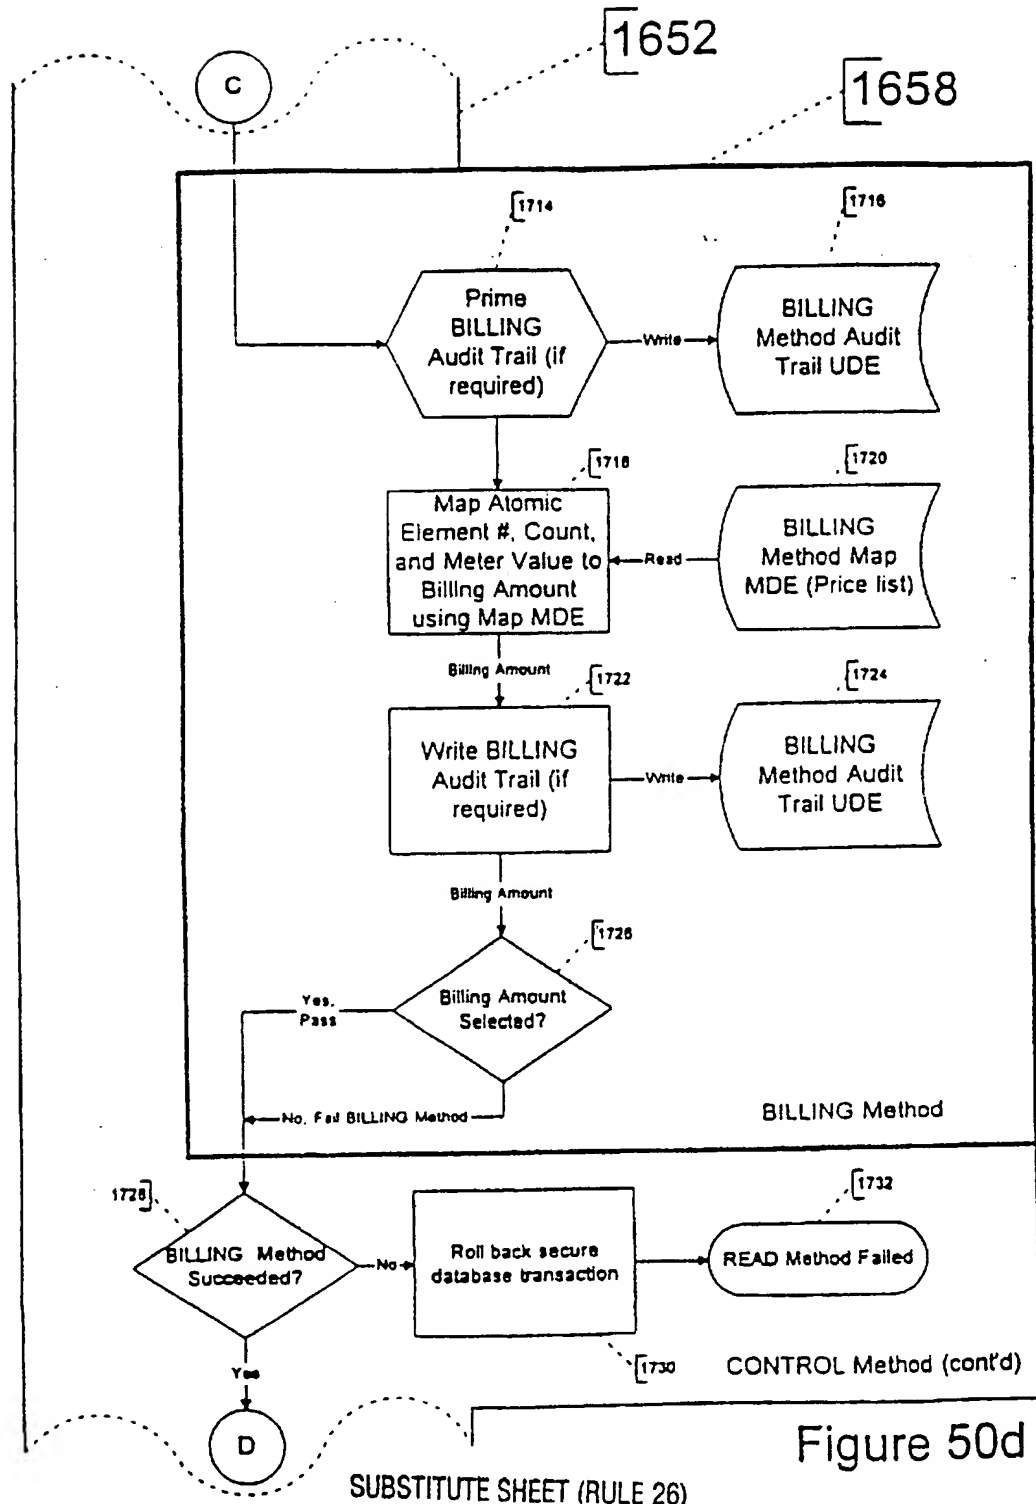 1652
C
1658
1714
1716
Prime
BILLING
Audit Trail (if
required)
Write
BILLING
Method Audit
Trail UDE
1718
1720
Map Atomic
Element #, Count,
and Meter Value to
Billing Amount
using Map MDE
Read
BILLING
Method Map
MDE (Price list)
Billing Amount
1722
1724
Write BILLING
Audit Trail (if
required)
Write
BILLING
Method Audit
Trail UDE
Billing Amount
1726
Billing Amount
Selected?
Yes,
Pass
No, Fail BILLING Method
BILLING Method
1728
1732
BILLING Method
Succeeded?
No
Roll back secure
database transaction
READ Method Failed
1730
Yes
CONTROL Method (cont'd)
D
Figure 50d
SUBSTITUTE SHEET (RULE 26)